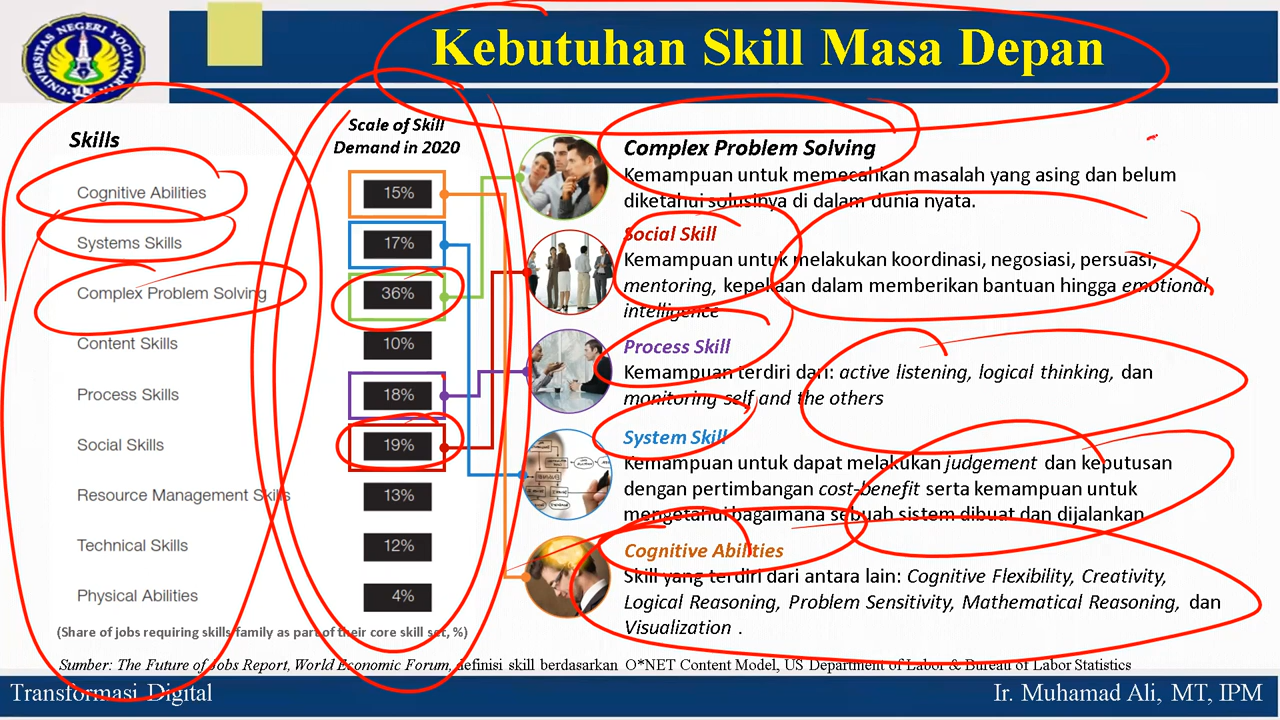 UNIVERSITAS NEGERI YOGYAKARTA
Kebutuhan Skill Masa Depan
Skills
Scale of Skill
Demand in 2020
Cognitive Abilities
15%
Systems Skills
17%
Complex Problem Solving
36%
Content Skills
10%
Process Skills
18%
Social Skills
19%
Resource Management Skills
13%
Technical Skills
12%
Physical Abilities
4%
(Share of jobs requiring skills family as part of their core skill set, %)
Complex Problem Solving
Kemampuan untuk memecahkan masalah yang asing dan belum
diketahui solusinya di dalam dunia nyata.
Social Skill
Kemampuan untuk melakukan koordinasi, negosiasi, persuasi,
mentoring, kepekaan dalam memberikan bantuan hingga emotional
intelligence
Process Skill
Kemampuan terdiri dari: active listening, logical thinking, dan
monitoring self and the others
System Skill
Kemampuan untuk dapat melakukan judgement dan keputusan
dengan pertimbangan cost-benefit serta kemampuan untuk
mengetahui bagaimana sebuah sistem dibuat dan dijalankan
Cognitive Abilities
Skill yang terdiri dari antara lain: Cognitive Flexibility, Creativity,
Logical Reasoning, Problem Sensitivity, Mathematical Reasoning, dan
Visualization .
Sumber: The Future of Jobs Report, World Economic Forum, definisi skill berdasarkan O*NET Content Model, US Department of Labor & Bureau of Labor Statistics
Transformasi Digital
Ir. Muhamad Ali, MT, IPM